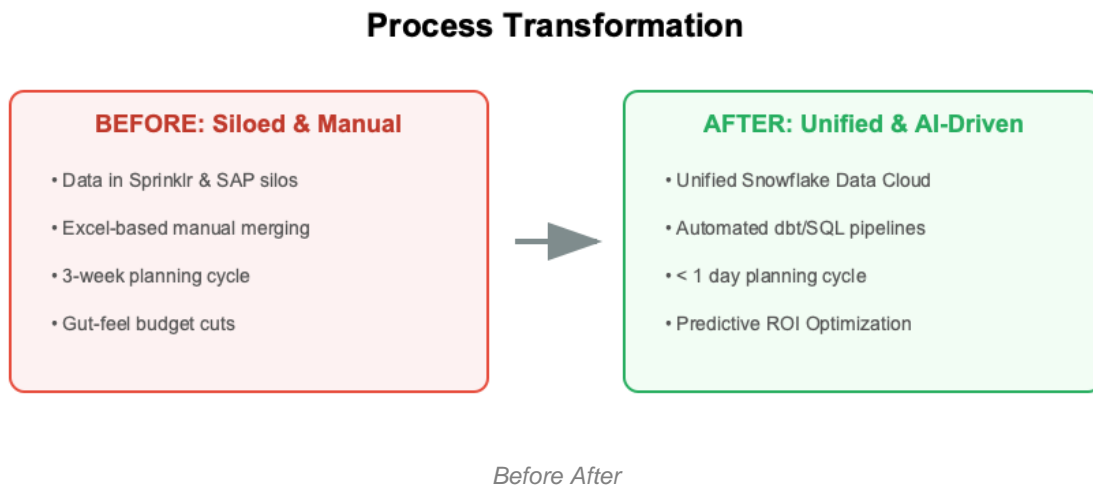 Process Transformation
BEFORE: Siloed & Manual
• Data in Sprinklr & SAP silos
• Excel-based manual merging
• 3-week planning cycle
• Gut-feel budget cuts
AFTER: Unified & AI-Driven
• Unified Snowflake Data Cloud
• Automated dbt/SQL pipelines
• < 1 day planning cycle
• Predictive ROI Optimization
Before After